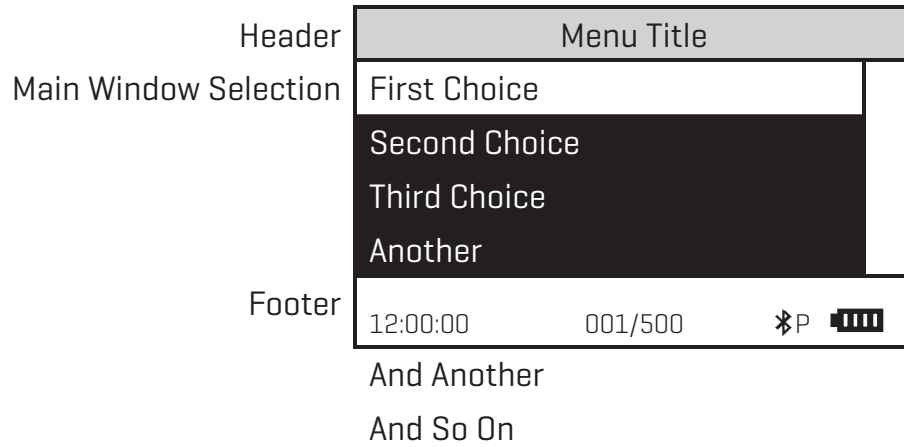 Header
Menu Title
Main Window Selection
First Choice
Second Choice
Third Choice
Another
Footer
12:00:00 001/500 P
And Another
And So On